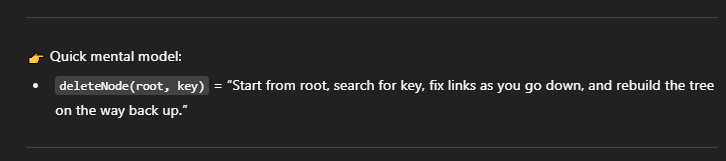 👉 Quick mental model:
• deleteNode(root, key) = “Start from root, search for key, fix links as you go down, and rebuild the tree
on the way back up.”